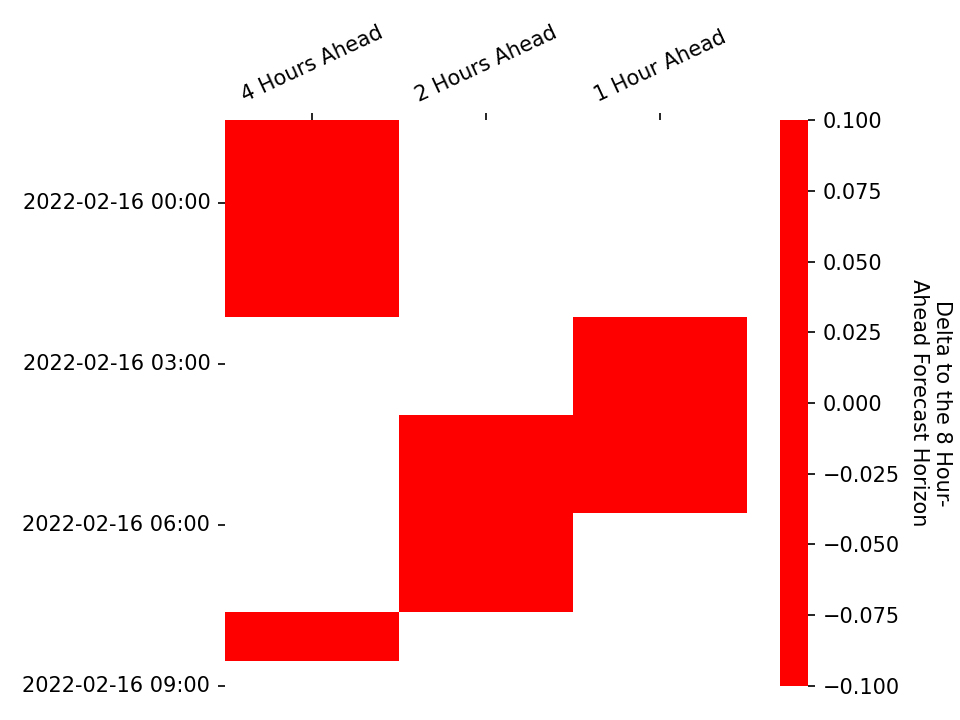 4 Hours Ahead
2 Hours Ahead
1 Hour Ahead
2022-02-16 00:00
2022-02-16 03:00
2022-02-16 06:00
2022-02-16 09:00
0.100
0.075
0.050
0.025
0.000
−0.025
−0.050
−0.075
−0.100
Delta to the 8 Hour-
Ahead Forecast Horizon